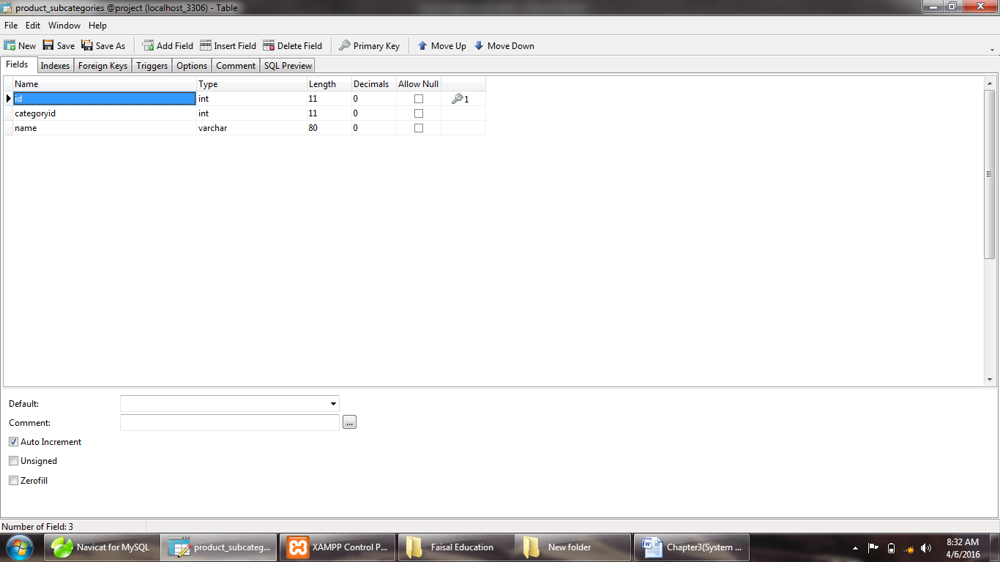 product_subcategories @project (localhost_3306) - Table
File Edit Window Help
New Save Save As Add Field Insert Field Delete Field Primary Key Move Up Move Down
Fields Indexes Foreign Keys Triggers Options Comment SQL Preview
Name Type Length Decimals Allow Null
id int 11 0 1
categoryid int 11 0
name varchar 80 0
Default:
Comment: ...
Auto Increment
Unsigned
Zerofill
Number of Field: 3
Navicat for MySQL product_subcateg... XAMPP Control P... Faisal Education New folder Chapter3(System ... 8:32 AM
4/6/2016